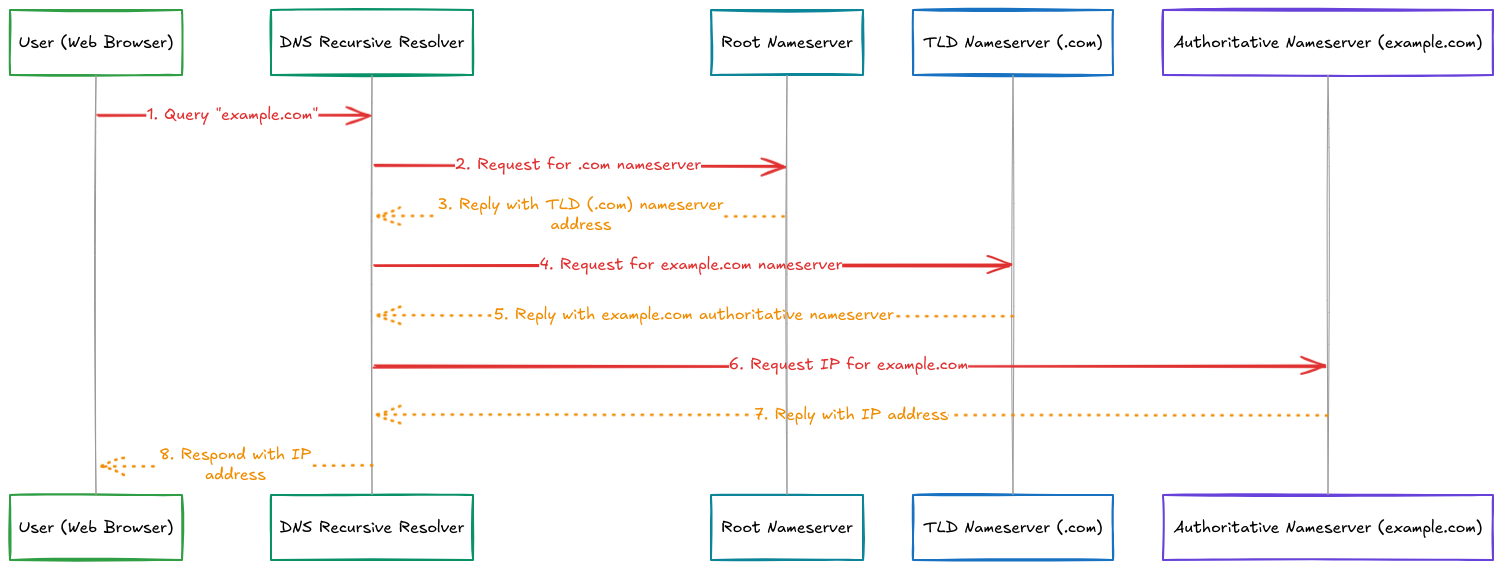 User (Web Browser)
DNS Recursive Resolver
Root Nameserver
TLD Nameserver (.com)
Authoritative Nameserver (example.com)
1. Query "example.com"
2. Request for .com nameserver
3. Reply with TLD (.com) nameserver
address
4. Request for example.com nameserver
5. Reply with example.com authoritative nameserver
6. Request IP for example.com
7. Reply with IP address
8. Respond with IP
address
User (Web Browser)
DNS Recursive Resolver
Root Nameserver
TLD Nameserver (.com)
Authoritative Nameserver (example.com)